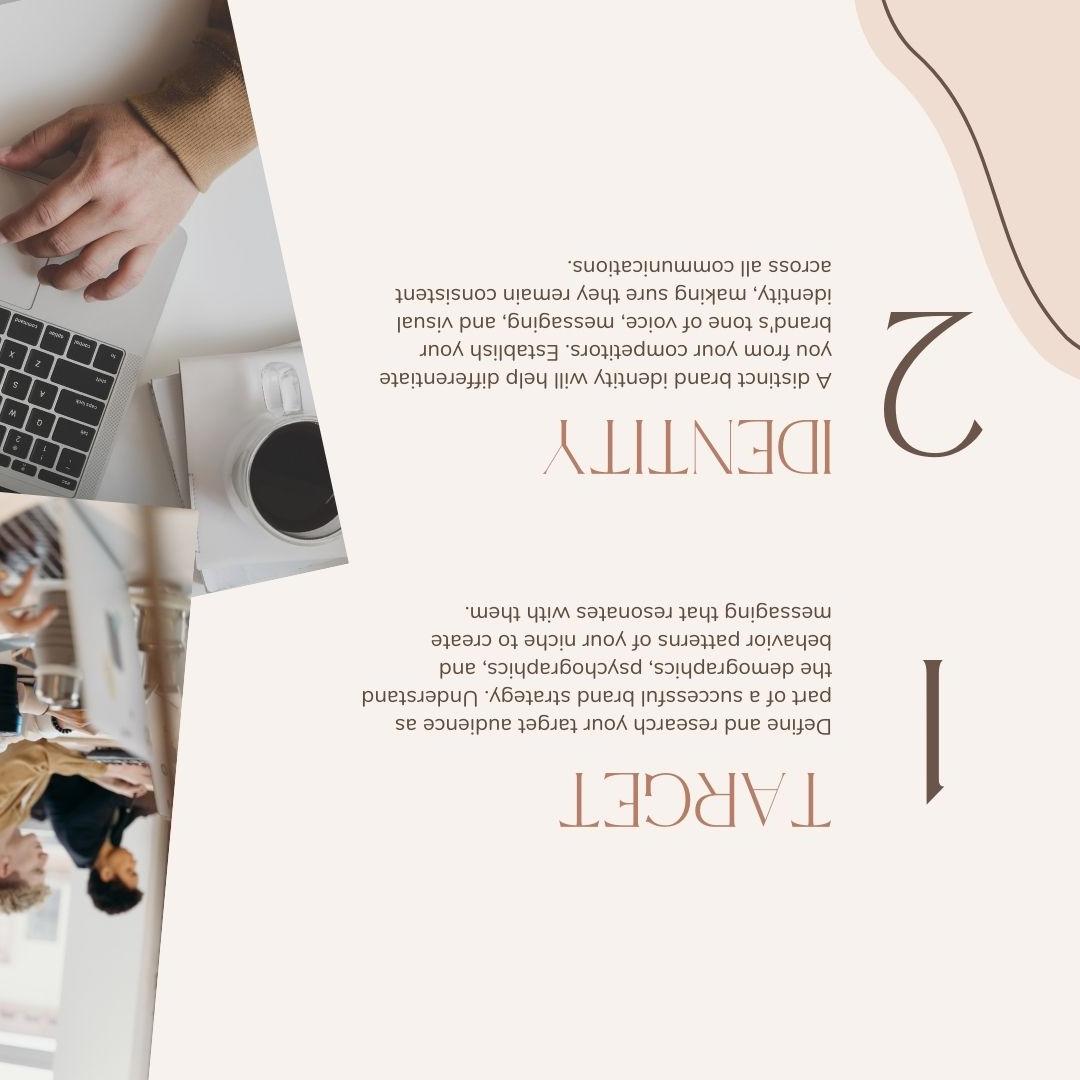 1
TARGET
Define and research your target audience as
part of a successful brand strategy. Understand
the demographics, psychographics, and
behavior patterns of your niche to create
messaging that resonates with them.
2
IDENTITY
A distinct brand identity will help differentiate
you from your competitors. Establish your
brand's tone of voice, messaging, and visual
identity, making sure they remain consistent
across all communications.